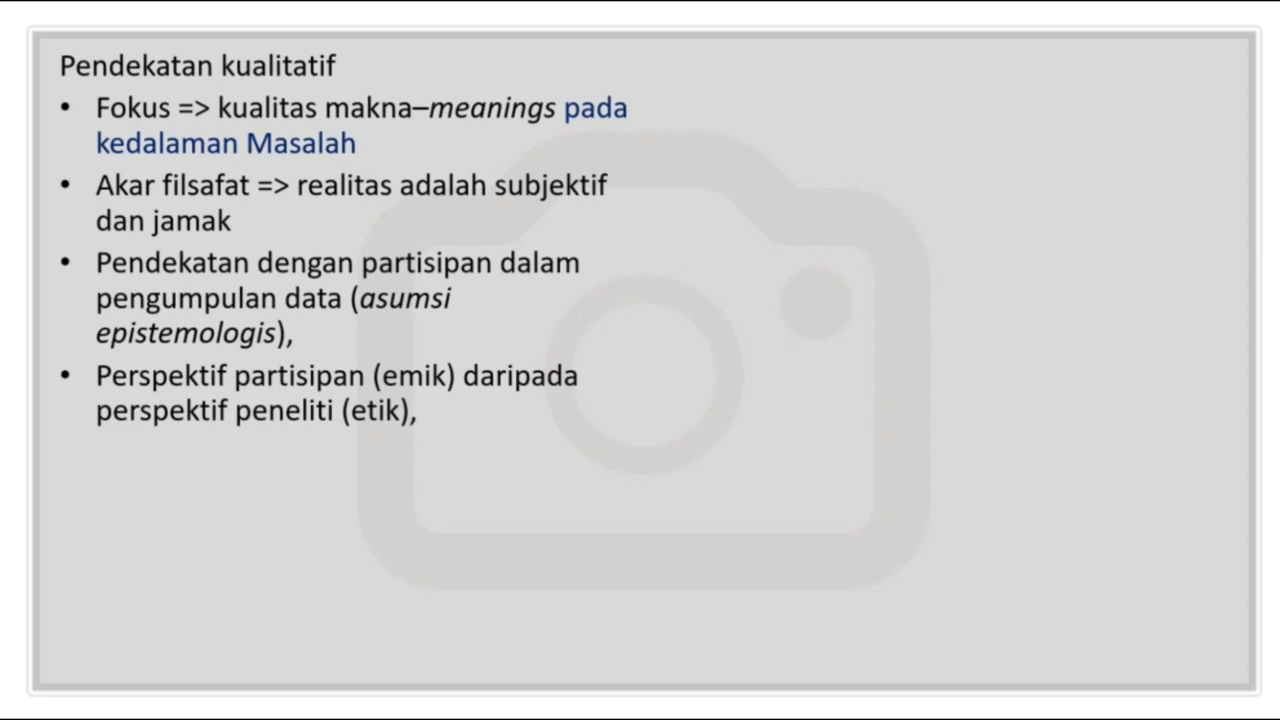 Pendekatan kualitatif
• Fokus => kualitas makna–meanings pada
kedalaman Masalah
• Akar filsafat => realitas adalah subjektif
dan jamak
• Pendekatan dengan partisipan dalam
pengumpulan data (asumsi
epistemologis),
• Perspektif partisipan (emik) daripada
perspektif peneliti (etik),